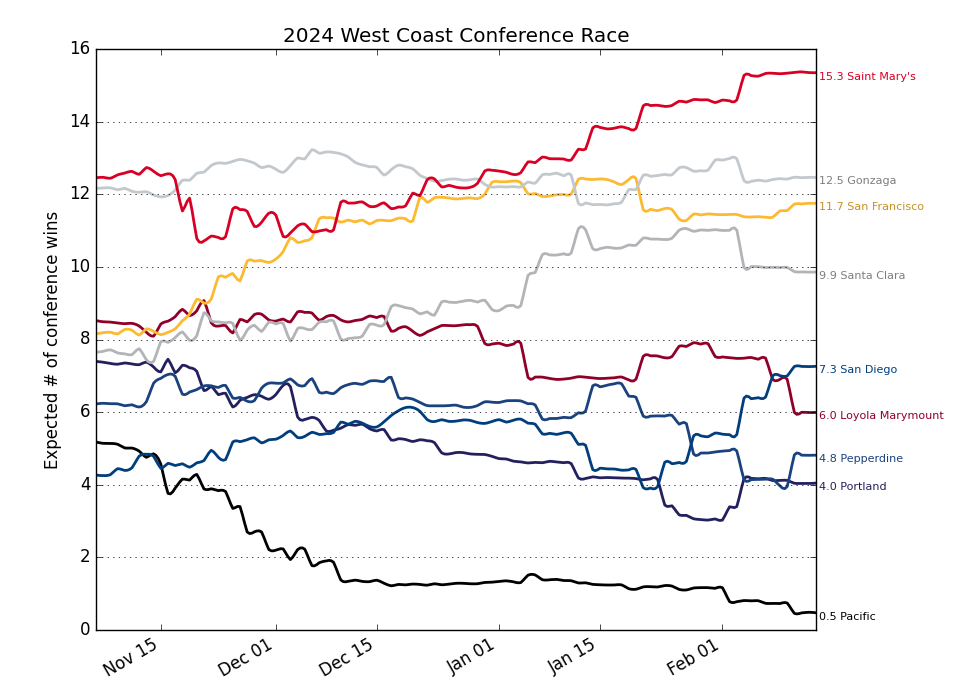 2024 West Coast Conference Race
Expected # of conference wins
16
14
12
10
8
6
4
2
0
Nov 15
Dec 01
Dec 15
Jan 01
Jan 15
Feb 01
15.3 Saint Mary's
12.5 Gonzaga
11.7 San Francisco
9.9 Santa Clara
7.3 San Diego
6.0 Loyola Marymount
4.8 Pepperdine
4.0 Portland
0.5 Pacific